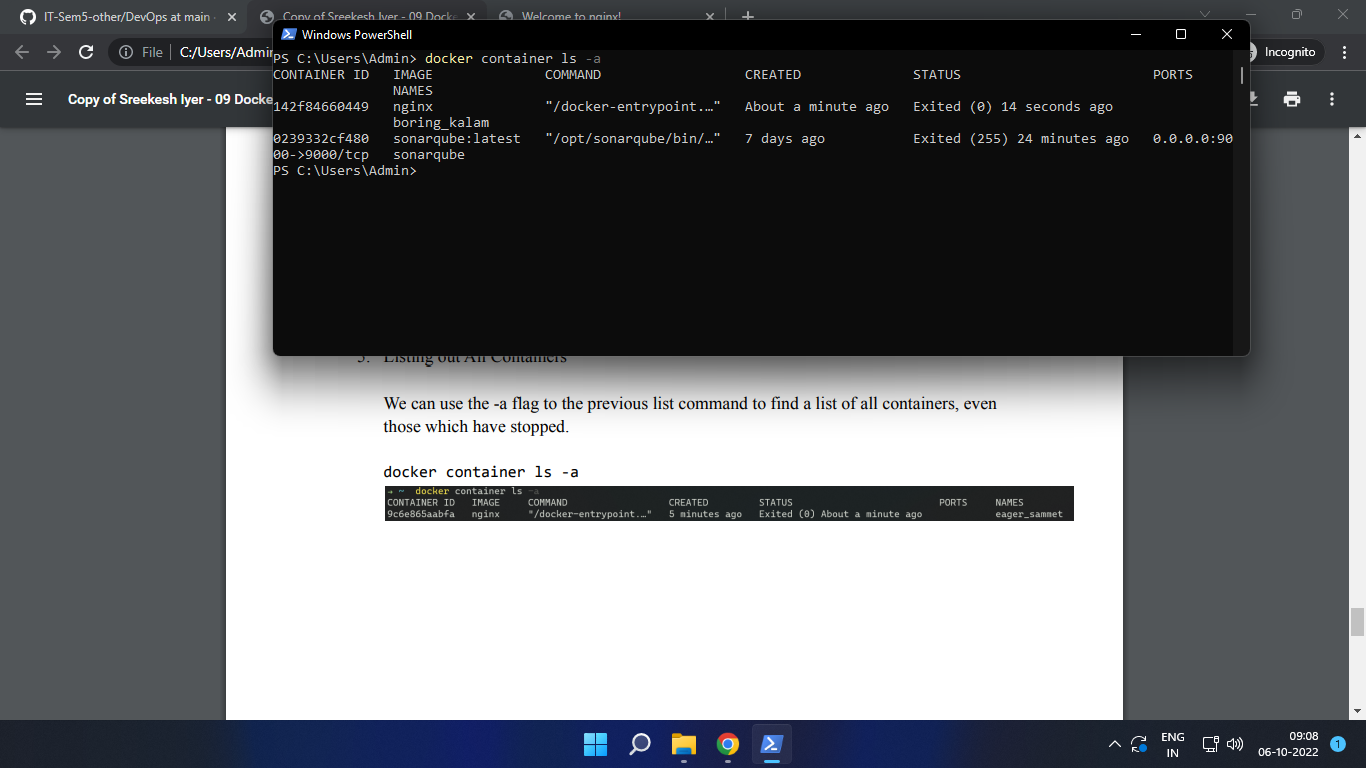 IT-Sem5-other/DevOps at main
Copy of Sreekesh Iyer - 09 Docke
Welcome to nginx!
File
C:/Users/Admin
Incognito
Copy of Sreekesh Iyer - 09 Docke
Windows PowerShell
PS C:\Users\Admin> docker container ls -a
CONTAINER ID   IMAGE              COMMAND                  CREATED              STATUS                        PORTS
NAMES
142f84660449   nginx              "/docker-entrypoint.…"   About a minute ago   Exited (0) 14 seconds ago
boring_kalam
0239332cf480   sonarqube:latest   "/opt/sonarqube/bin/…"   7 days ago           Exited (255) 24 minutes ago   0.0.0.0:90
00->9000/tcp   sonarqube
PS C:\Users\Admin>
Listing out All Containers
We can use the -a flag to the previous list command to find a list of all containers, even
those which have stopped.
docker container ls -a
→ ~ docker container ls -a
CONTAINER ID   IMAGE   COMMAND   CREATED   STATUS   PORTS   NAMES
9c6e865aabfa   nginx   "/docker-entrypoint.…"   5 minutes ago   Exited (0) About a minute ago   eager_sammet
ENG
IN
09:08
06-10-2022
1